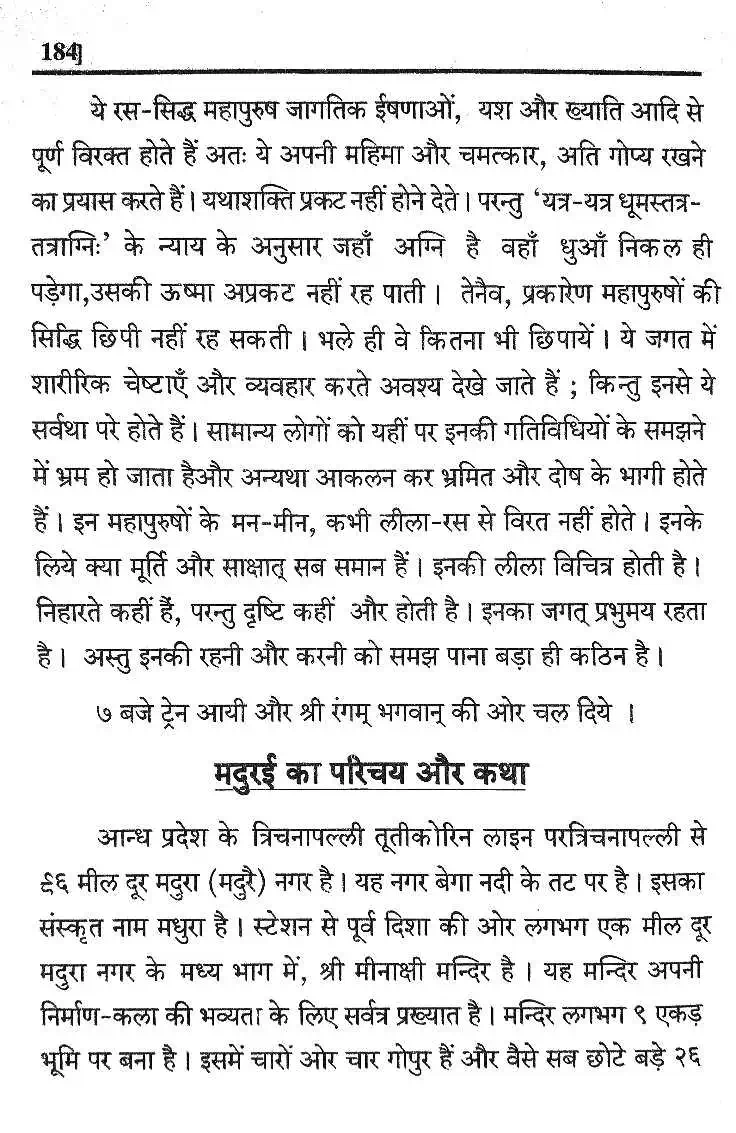 184]
ये रस-सिद्ध महापुरुष जागतिक ईषणाओं, यश और ख्याति आदि से
पूर्ण विरक्त होते हैं अतः ये अपनी महिमा और चमत्कार, अति गोप्य रखने
का प्रयास करते हैं। यथाशक्ति प्रकट नहीं होने देते। परन्तु 'यत्र-यत्र धूमस्तत्र-
तत्राग्निः' के न्याय के अनुसार जहाँ अग्नि है वहाँ धुआँ निकल ही
पड़ेगा,उसकी ऊष्मा अप्रकट नहीं रह पाती। तेनैव, प्रकारेण महापुरुषों की
सिद्धि छिपी नहीं रह सकती। भले ही वे कितना भी छिपायें। ये जगत में
शारीरिक चेष्टाएँ और व्यवहार करते अवश्य देखे जाते हैं ; किन्तु इनसे ये
सर्वथा परे होते हैं। सामान्य लोगों को यहीं पर इनकी गतिविधियों के समझने
में भ्रम हो जाता हैऔर अन्यथा आकलन कर भ्रमित और दोष के भागी होते
हैं। इन महापुरुषों के मन-मीन, कभी लीला-रस से विरत नहीं होते। इनके
लिये क्या मूर्ति और साक्षात् सब समान हैं। इनकी लीला विचित्र होती है।
निहारते कहीं हैं, परन्तु दृष्टि कहीं और होती है। इनका जगत् प्रभुमय रहता
है। अस्तु इनकी रहनी और करनी को समझ पाना बड़ा ही कठिन है।
७ बजे ट्रेन आयी और श्री रंगम् भगवान् की ओर चल दिये ।
मदुरई का परिचय और कथा
आन्ध प्रदेश के त्रिचनापल्ली तूतीकोरिन लाइन परत्रिचनापल्ली से
९६ मील दूर मदुरा (मदुरै) नगर है। यह नगर बेगा नदी के तट पर है। इसका
संस्कृत नाम मधुरा है। स्टेशन से पूर्व दिशा की ओर लगभग एक मील दूर
मदुरा नगर के मध्य भाग में, श्री मीनाक्षी मन्दिर है। यह मन्दिर अपनी
निर्माण-कला की भव्यता के लिए सर्वत्र प्रख्यात है। मन्दिर लगभग ९ एकड़
भूमि पर बना है। इसमें चारों ओर चार गोपुर हैं और वैसे सब छोटे बड़े २६